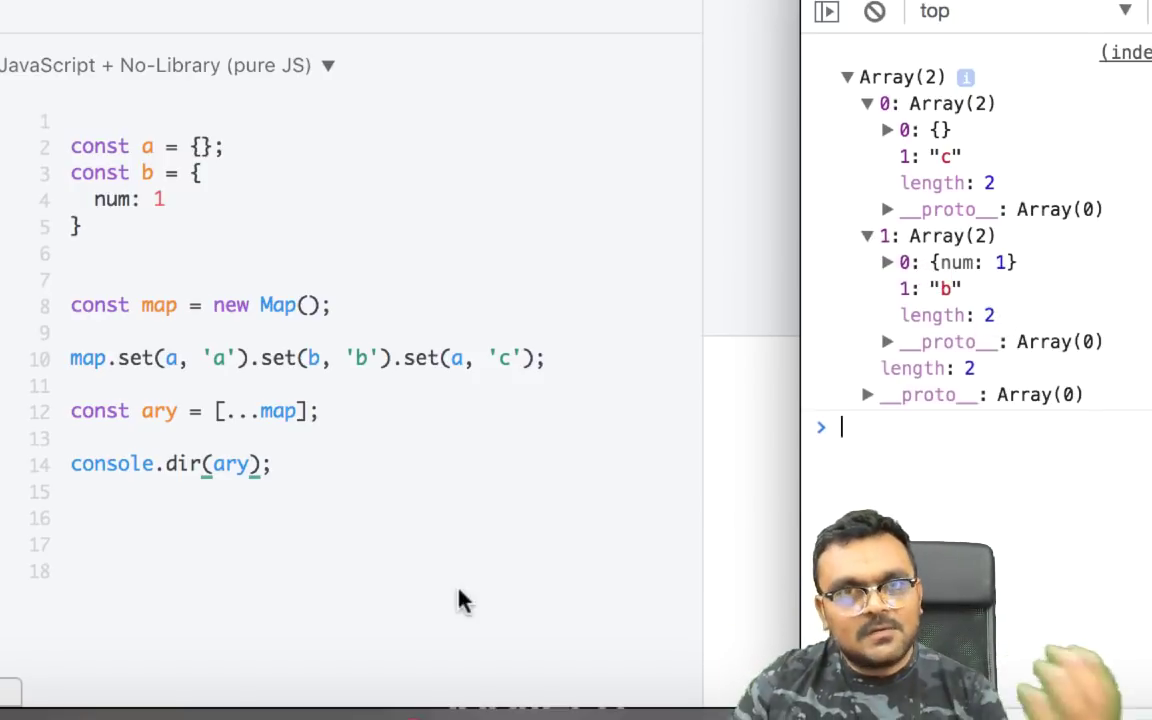 JavaScript + No-Library (pure JS) ▼
1
2 const a = {};
3 const b = {
4 num: 1
5 }
6
7
8 const map = new Map();
9
10 map.set(a, 'a').set(b, 'b').set(a, 'c');
11
12 const ary = [...map];
13
14 console.dir(ary);
15
16
17
18
top ▼
(inde
▼ Array(2) i
▼ 0: Array(2)
▶ 0: {}
1: "c"
length: 2
▶ __proto__: Array(0)
▼ 1: Array(2)
▶ 0: {num: 1}
1: "b"
length: 2
▶ __proto__: Array(0)
length: 2
▶ __proto__: Array(0)
>